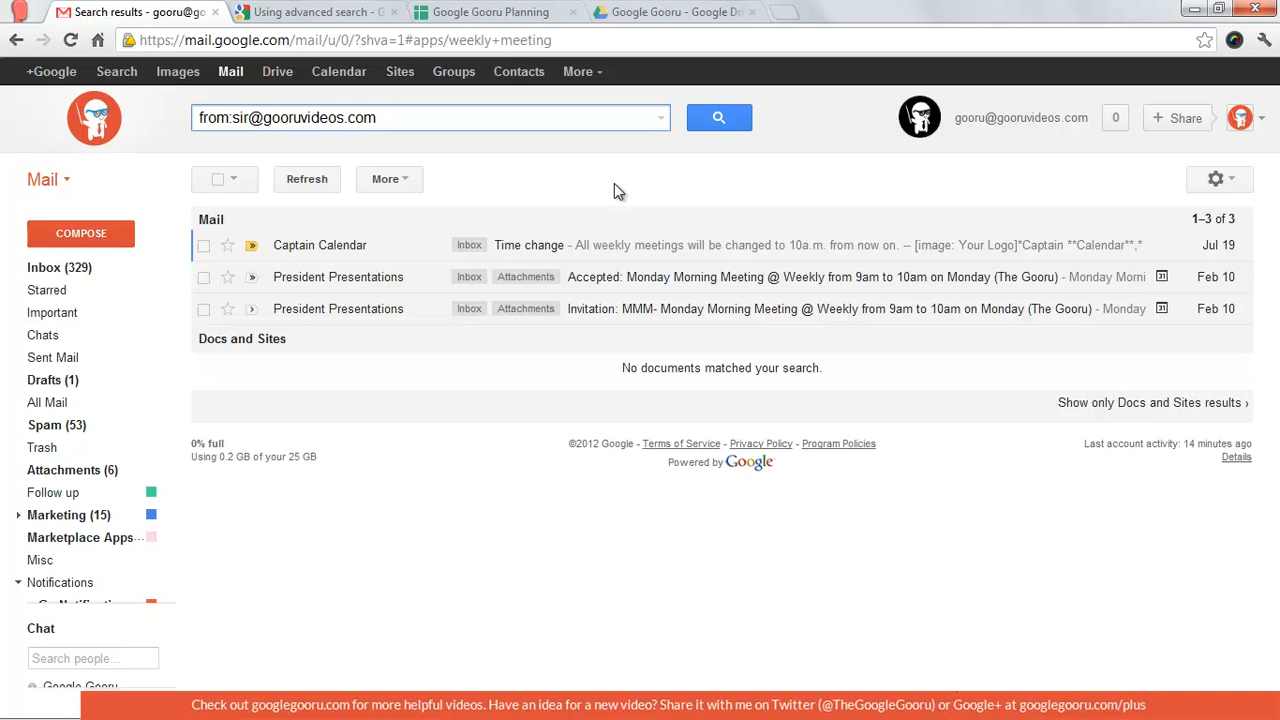 Search results - gooru@go
Using advanced search - G
Google Gooru Planning
Google Gooru - Google Dri
https://mail.google.com/mail/u/0/?shva=1#apps/weekly+meeting
+Google Search Images Mail Drive Calendar Sites Groups Contacts More
from:sir@gooruvideos.com
gooru@gooruvideos.com 0 + Share
Mail
Refresh More
COMPOSE
Mail 1–3 of 3
Captain Calendar Inbox Time change - All weekly meetings will be changed to 10a.m. from now on. -- [image: Your Logo]*Captain **Calendar**,* Jul 19
President Presentations Inbox Attachments Accepted: Monday Morning Meeting @ Weekly from 9am to 10am on Monday (The Gooru) - Monday Morni 31 Feb 10
President Presentations Inbox Attachments Invitation: MMM- Monday Morning Meeting @ Weekly from 9am to 10am on Monday (The Gooru) - Monday 31 Feb 10
Docs and Sites
No documents matched your search.
Show only Docs and Sites results ›
0% full
Using 0.2 GB of your 25 GB
©2012 Google - Terms of Service - Privacy Policy - Program Policies
Powered by Google
Last account activity: 14 minutes ago
Details
Inbox (329)
Starred
Important
Chats
Sent Mail
Drafts (1)
All Mail
Spam (53)
Trash
Attachments (6)
Follow up
Marketing (15)
Marketplace Apps...
Misc
Notifications
Chat
Search people...
Google Gooru
Check out googlegooru.com for more helpful videos. Have an idea for a new video? Share it with me on Twitter (@TheGoogleGooru) or Google+ at googlegooru.com/plus